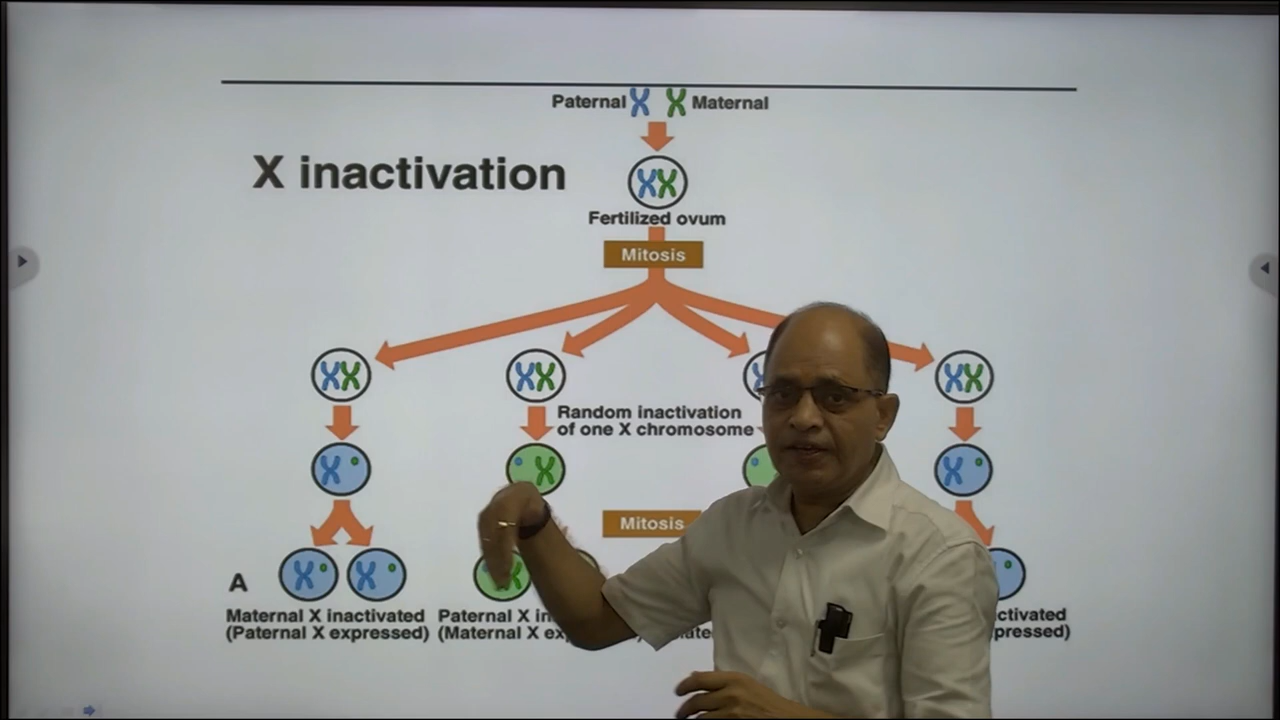 Paternal Maternal
X inactivation
Fertilized ovum
Mitosis
Random inactivation
of one X chromosome
Mitosis
A
Maternal X inactivated
(Paternal X expressed)
Paternal X in
(Maternal X
ctivated
pressed)